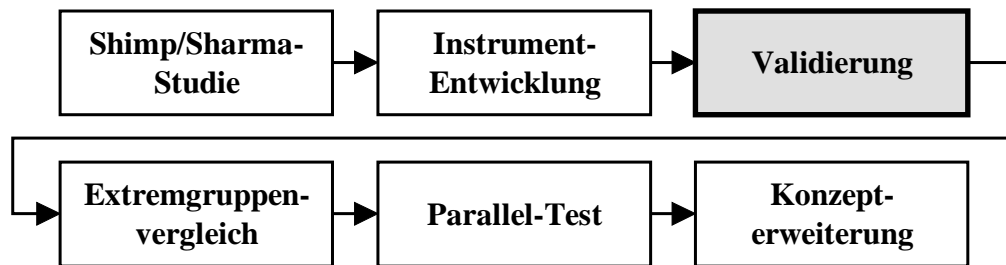 Shimp/Sharma-
Studie
Instrument-
Entwicklung
Validierung
Extremgruppen-
vergleich
Parallel-Test
Konzept-
erweiterung